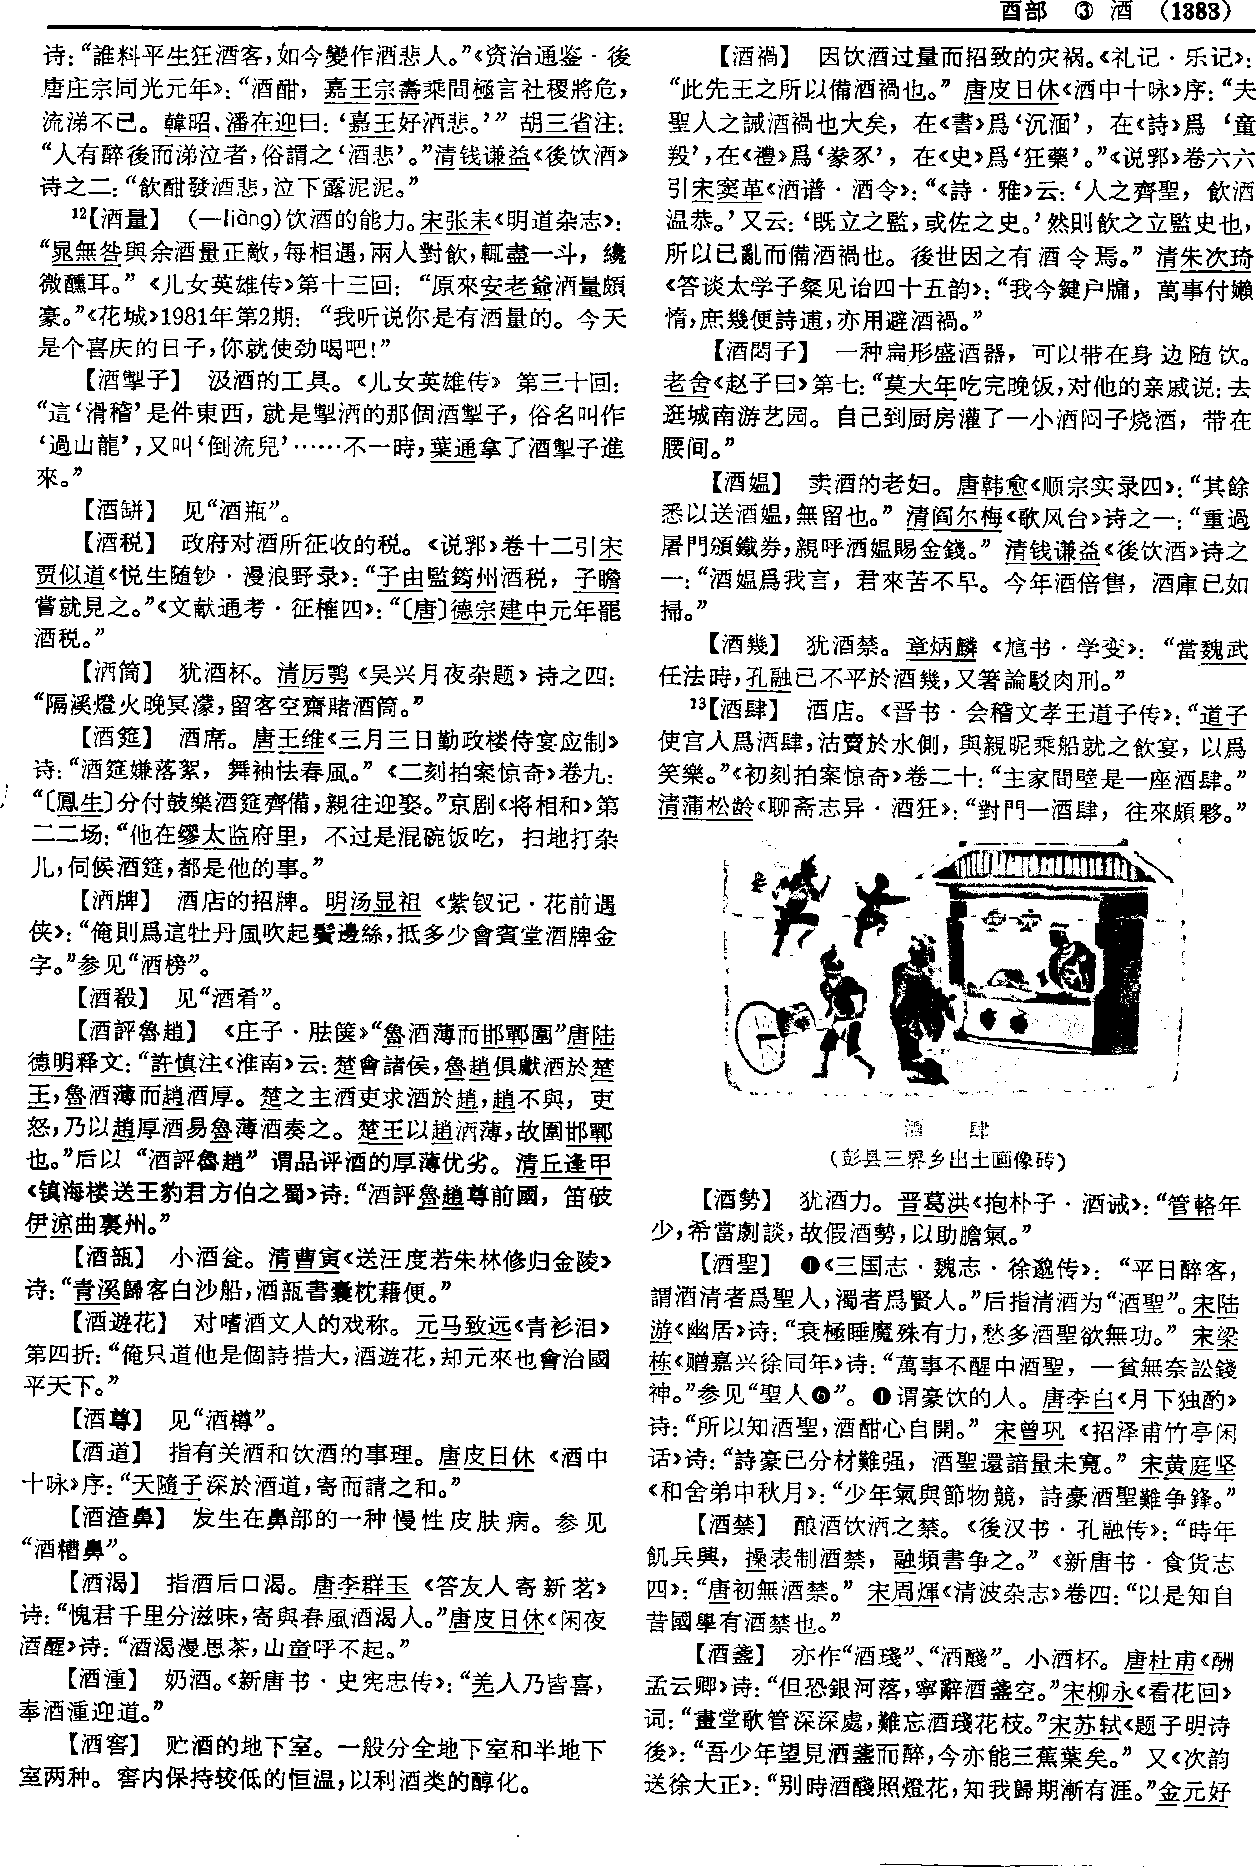 酉部 ③ 酒 （1383）
诗：“誰料平生狂酒客，如今變作酒悲人。”《资治通鉴·後
唐庄宗同光元年》：“酒酣，嘉王宗壽乘間極言社稷將危，
流涕不已。韓昭、潘在迎曰：‘嘉王好酒悲。’”胡三省注：
“人有醉後而涕泣者，俗謂之‘酒悲’。”清钱谦益《後饮酒》
诗之二：“飲酣發酒悲，泣下露泥泥。”
12【酒量】 （—liàng）饮酒的能力。宋张耒《明道杂志》：
“晁無咎與余酒量正敵，每相遇，兩人對飲，輒盡一斗，纔
微醺耳。”《儿女英雄传》第十三回：“原來安老爺酒量頗
豪。”《花城》1981年第2期：“我听说你是有酒量的。今天
是个喜庆的日子，你就使劲喝吧！”
【酒掣子】 汲酒的工具。《儿女英雄传》第三十回：
“這‘滑稽’是件東西，就是掣酒的那個酒掣子，俗名叫作
‘過山龍’，又叫‘倒流兒’……不一時，葉通拿了酒掣子進
來。”
【酒缾】 见“酒瓶”。
【酒税】 政府对酒所征收的税。《说郛》卷十二引宋
贾似道《悦生随钞·漫浪野录》：“子由監筠州酒税，子瞻
嘗就見之。”《文献通考·征榷四》：“〔唐〕德宗建中元年罷
酒税。”
【酒筒】 犹酒杯。清厉鹗《吴兴月夜杂题》诗之四：
“隔溪燈火晚冥濛，留客空齋賭酒筒。”
【酒筵】 酒席。唐王维《三月三日勤政楼侍宴应制》
诗：“酒筵嫌落絮，舞袖怯春風。”《二刻拍案惊奇》卷九：
“〔鳳生〕分付鼓樂酒筵齊備，親往迎娶。”京剧《将相和》第
二二场：“他在缪太监府里，不过是混碗饭吃，扫地打杂
儿，伺候酒筵，都是他的事。”
【酒牌】 酒店的招牌。明汤显祖《紫钗记·花前遇
侠》：“俺則爲這牡丹風吹起鬢邊絲，抵多少會賓堂酒牌金
字。”参见“酒榜”。
【酒殽】 见“酒肴”。
【酒評魯趙】 《庄子·胠箧》“魯酒薄而邯鄲圍”唐陆
德明释文：“許慎注《淮南》云：楚會諸侯，魯趙俱獻酒於楚
王，魯酒薄而趙酒厚。楚之主酒吏求酒於趙，趙不與，吏
怒，乃以趙厚酒易魯薄酒奏之。楚王以趙酒薄，故圍邯鄲
也。”后以“酒評魯趙”谓品评酒的厚薄优劣。清丘逢甲
《镇海楼送王豹君方伯之蜀》诗：“酒評魯趙尊前國，笛破
伊涼曲裏州。”
【酒瓿】 小酒瓮。清曹寅《送汪度若朱林修归金陵》
诗：“青溪歸客白沙船，酒瓿書囊枕藉便。”
【酒遊花】 对嗜酒文人的戏称。元马致远《青衫泪》
第四折：“俺只道他是個詩措大，酒遊花，却元來也會治國
平天下。”
【酒尊】 见“酒樽”。
【酒道】 指有关酒和饮酒的事理。唐皮日休《酒中
十咏》序：“天隨子深於酒道，寄而請之和。”
【酒渣鼻】 发生在鼻部的一种慢性皮肤病。参见
“酒糟鼻”。
【酒渴】 指酒后口渴。唐李群玉《答友人寄新茗》
诗：“愧君千里分滋味，寄與春風酒渴人。”唐皮日休《闲夜
酒醒》诗：“酒渴漫思茶，山童呼不起。”
【酒湩】 奶酒。《新唐书·史宪忠传》：“羌人乃皆喜，
奉酒湩迎道。”
【酒窖】 贮酒的地下室。一般分全地下室和半地下
室两种。窖内保持较低的恒温，以利酒类的醇化。
【酒禍】 因饮酒过量而招致的灾祸。《礼记·乐记》：
“此先王之所以備酒禍也。”唐皮日休《酒中十咏》序：“夫
聖人之誡酒禍也大矣，在《書》爲‘沉湎’，在《詩》爲‘童
羖’，在《禮》爲‘豢豕’，在《史》爲‘狂藥’。”《说郛》卷六六
引宋窦苹《酒谱·酒令》：“《詩·雅》云：‘人之齊聖，飲酒
温恭。’又云：‘既立之監，或佐之史。’然則飲之立監史也，
所以已亂而備酒禍也。後世因之有酒令焉。”清朱次琦
《答谈太学子粲见诒四十五韵》：“我今鍵户牖，萬事付嬾
惰，庶幾便詩逋，亦用避酒禍。”
【酒閟子】 一种扁形盛酒器，可以带在身边随饮。
老舍《赵子曰》第七：“莫大年吃完晚饭，对他的亲戚说：去
逛城南游艺园。自己到厨房灌了一小酒闷子烧酒，带在
腰间。”
【酒媪】 卖酒的老妇。唐韩愈《顺宗实录四》：“其餘
悉以送酒媪，無留也。”清阎尔梅《歌风台》诗之一：“重過
屠門頒鐵券，親呼酒媪賜金錢。”清钱谦益《後饮酒》诗之
一：“酒媪爲我言，君來苦不早。今年酒倍售，酒庫已如
掃。”
【酒幾】 犹酒禁。章炳麟《訄书·学变》：“當魏武
任法時，孔融已不平於酒幾，又箸論駁肉刑。”
13【酒肆】 酒店。《晋书·会稽文孝王道子传》：“道子
使宫人爲酒肆，沽賣於水側，與親昵乘船就之飲宴，以爲
笑樂。”《初刻拍案惊奇》卷二十：“主家間壁是一座酒肆。”
清蒲松龄《聊斋志异·酒狂》：“對門一酒肆，往來頗夥。”
酒 肆
（彭县三界乡出土画像砖）
【酒勢】 犹酒力。晋葛洪《抱朴子·酒诫》：“管輅年
少，希當劇談，故假酒勢，以助膽氣。”
【酒聖】 ❶《三国志·魏志·徐邈传》：“平日醉客，
謂酒清者爲聖人，濁者爲賢人。”后指清酒为“酒聖”。宋陆
游《幽居》诗：“衰極睡魔殊有力，愁多酒聖欲無功。”宋梁
栋《赠嘉兴徐同年》诗：“萬事不醒中酒聖，一貧無奈訟錢
神。”参见“聖人❻”。❶谓豪饮的人。唐李白《月下独酌》
诗：“所以知酒聖，酒酣心自開。”宋曾巩《招泽甫竹亭闲
话》诗：“詩豪已分材難强，酒聖還諳量未寬。”宋黄庭坚
《和舍弟中秋月》：“少年氣與節物競，詩豪酒聖難争鋒。”
【酒禁】 酿酒饮酒之禁。《後汉书·孔融传》：“時年
飢兵興，操表制酒禁，融頻書争之。”《新唐书·食货志
四》：“唐初無酒禁。”宋周煇《清波杂志》卷四：“以是知自
昔國學有酒禁也。”
【酒盞】 亦作“酒琖”、“酒醆”。小酒杯。唐杜甫《酬
孟云卿》诗：“但恐銀河落，寧辭酒盞空。”宋柳永《看花回》
词：“畫堂歌管深深處，難忘酒琖花枝。”宋苏轼《题子明诗
後》：“吾少年望見酒盞而醉，今亦能三蕉葉矣。”又《次韵
送徐大正》：“别時酒醆照燈花，知我歸期漸有涯。”金元好